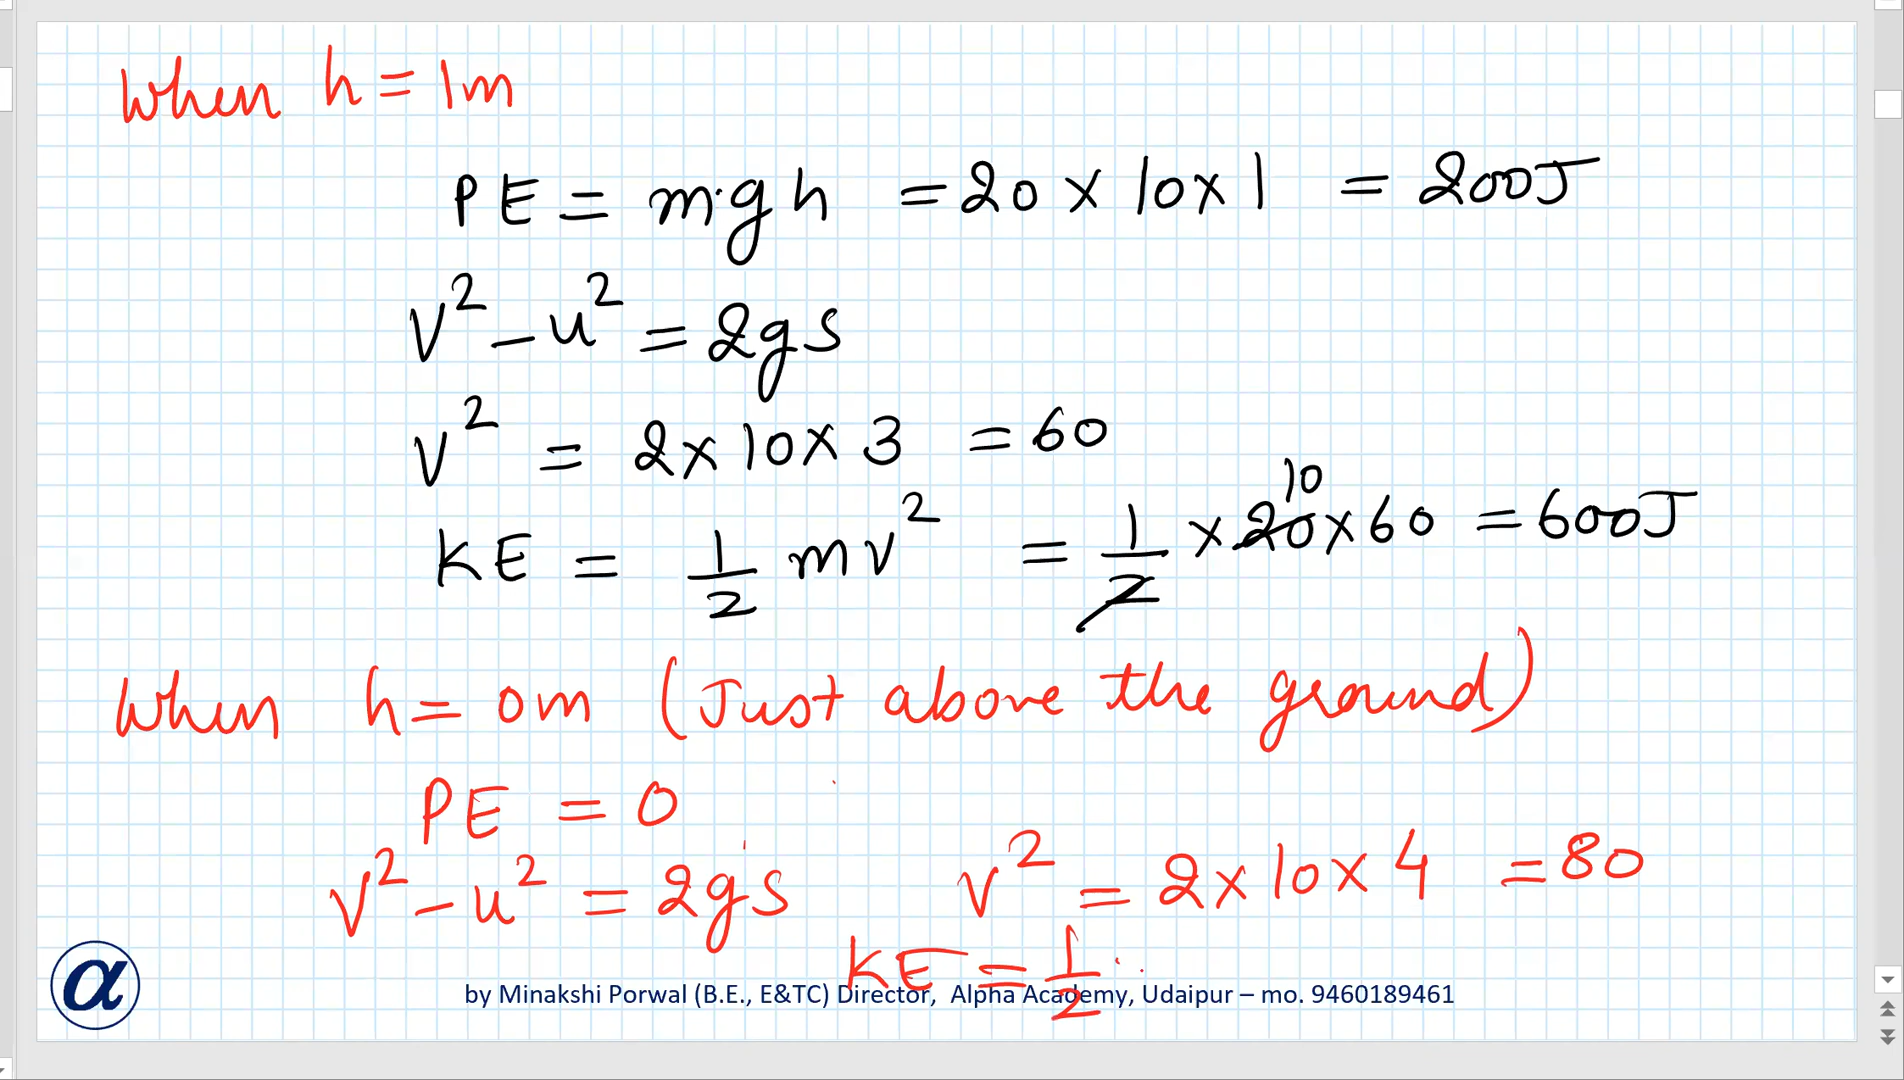 When h = 1m
PE = m·g h = 20 × 10 × 1 = 200J
V² – u² = 2gs
V² = 2 × 10 × 3 = 60
10
KE = 1/2 mv² = 1/2 × 20 × 60 = 600J
When h = 0m (Just above the ground)
PE = 0
V² – u² = 2gs V² = 2 × 10 × 4 = 80
KE = 1/2
α by Minakshi Porwal (B.E., E&TC) Director, Alpha Academy, Udaipur – mo. 9460189461